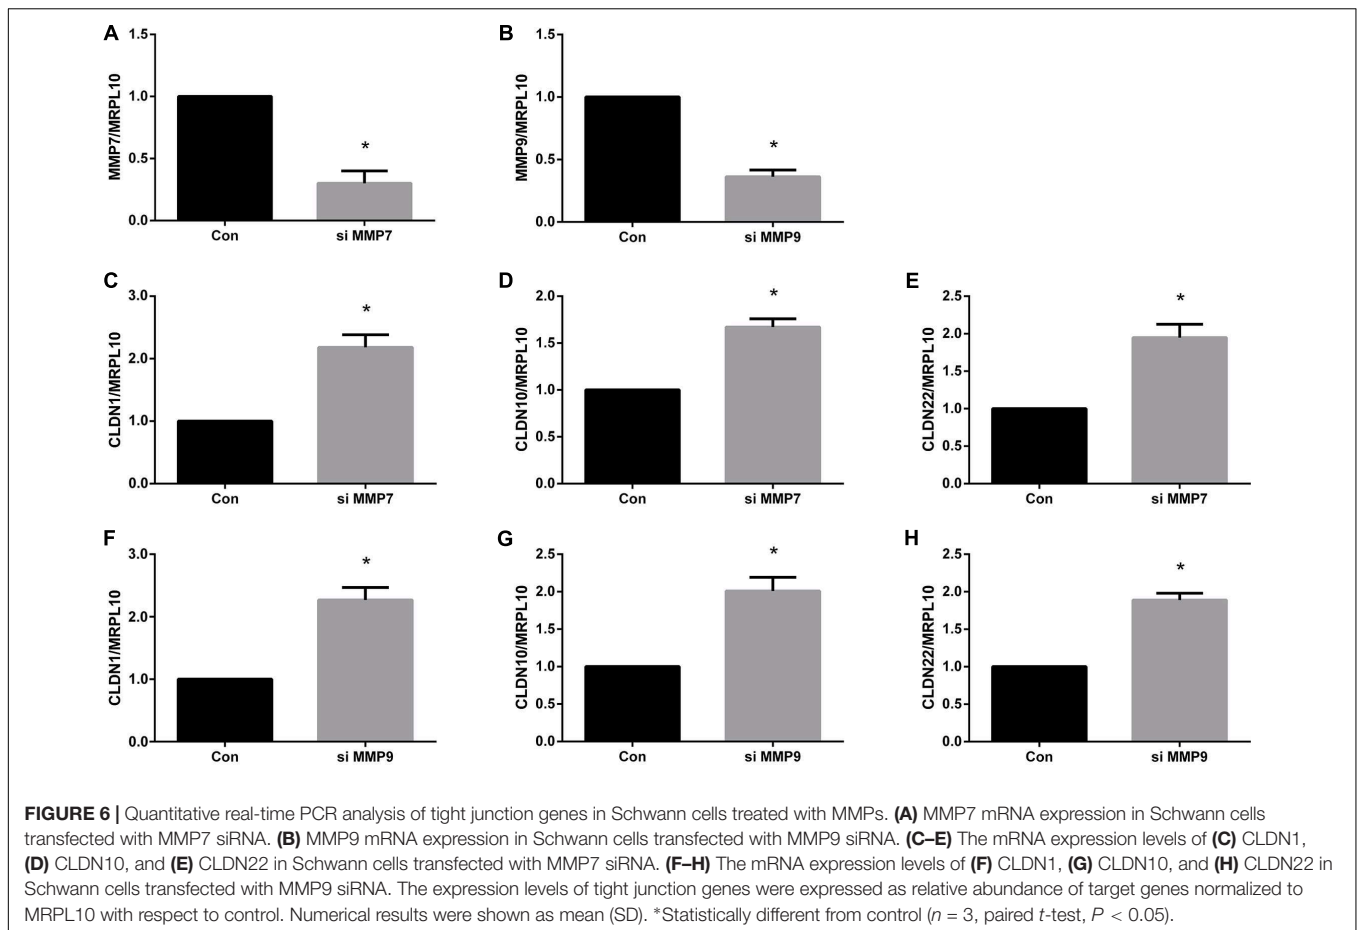 A
1.5
1.0
0.5
0.0
MMP7/MRPL10
*
Con
si MMP7
B
1.5
1.0
0.5
0.0
MMP9/MRPL10
*
Con
si MMP9
C
3.0
2.0
1.0
0.0
CLDN1/MRPL10
*
Con
si MMP7
D
2.0
1.5
1.0
0.5
0.0
CLDN10/MRPL10
*
Con
si MMP7
E
2.5
2.0
1.5
1.0
0.5
0.0
CLDN22/MRPL10
*
Con
si MMP7
F
3.0
2.0
1.0
0.0
CLDN1/MRPL10
*
Con
si MMP9
G
2.5
2.0
1.5
1.0
0.5
0.0
CLDN10/MRPL10
*
Con
si MMP9
H
2.5
2.0
1.5
1.0
0.5
0.0
CLDN22/MRPL10
*
Con
si MMP9
FIGURE 6 | Quantitative real-time PCR analysis of tight junction genes in Schwann cells treated with MMPs. (A) MMP7 mRNA expression in Schwann cells
transfected with MMP7 siRNA. (B) MMP9 mRNA expression in Schwann cells transfected with MMP9 siRNA. (C–E) The mRNA expression levels of (C) CLDN1,
(D) CLDN10, and (E) CLDN22 in Schwann cells transfected with MMP7 siRNA. (F–H) The mRNA expression levels of (F) CLDN1, (G) CLDN10, and (H) CLDN22 in
Schwann cells transfected with MMP9 siRNA. The expression levels of tight junction genes were expressed as relative abundance of target genes normalized to
MRPL10 with respect to control. Numerical results were shown as mean (SD). *Statistically different from control (n = 3, paired t-test, P < 0.05).